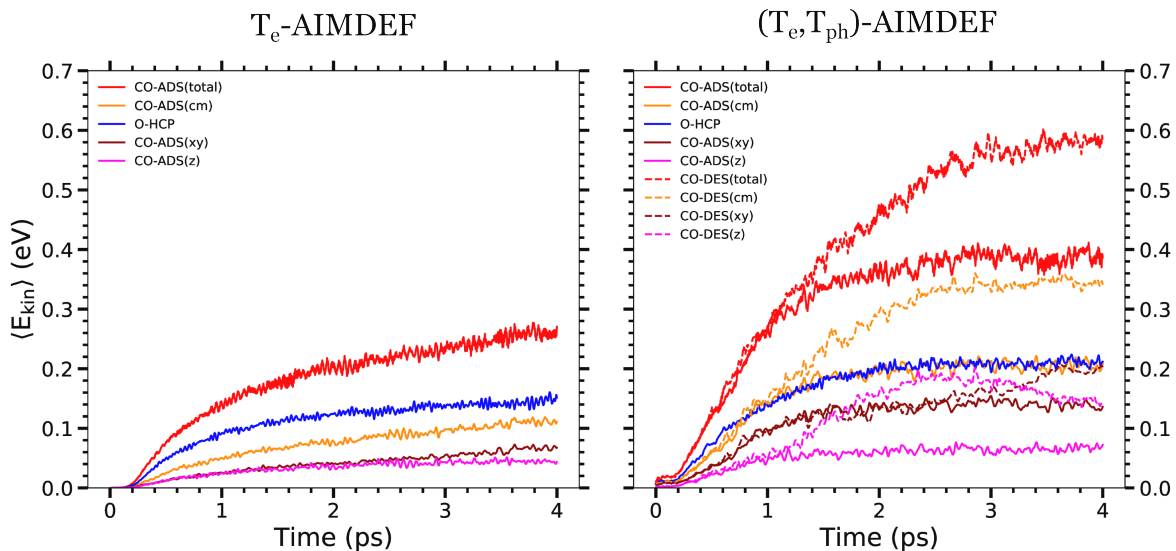 Tₑ-AIMDEF
(Tₑ,Tₚₕ)-AIMDEF
0.7
0.6
0.5
0.4
0.3
0.2
0.1
0.0
⟨E_kin⟩ (eV)
CO-ADS(total)
CO-ADS(cm)
O-HCP
CO-ADS(xy)
CO-ADS(z)
0 1 2 3 4
Time (ps)
CO-ADS(total)
CO-ADS(cm)
O-HCP
CO-ADS(xy)
CO-ADS(z)
CO-DES(total)
CO-DES(cm)
CO-DES(xy)
CO-DES(z)
0 1 2 3 4
Time (ps)
0.7
0.6
0.5
0.4
0.3
0.2
0.1
0.0